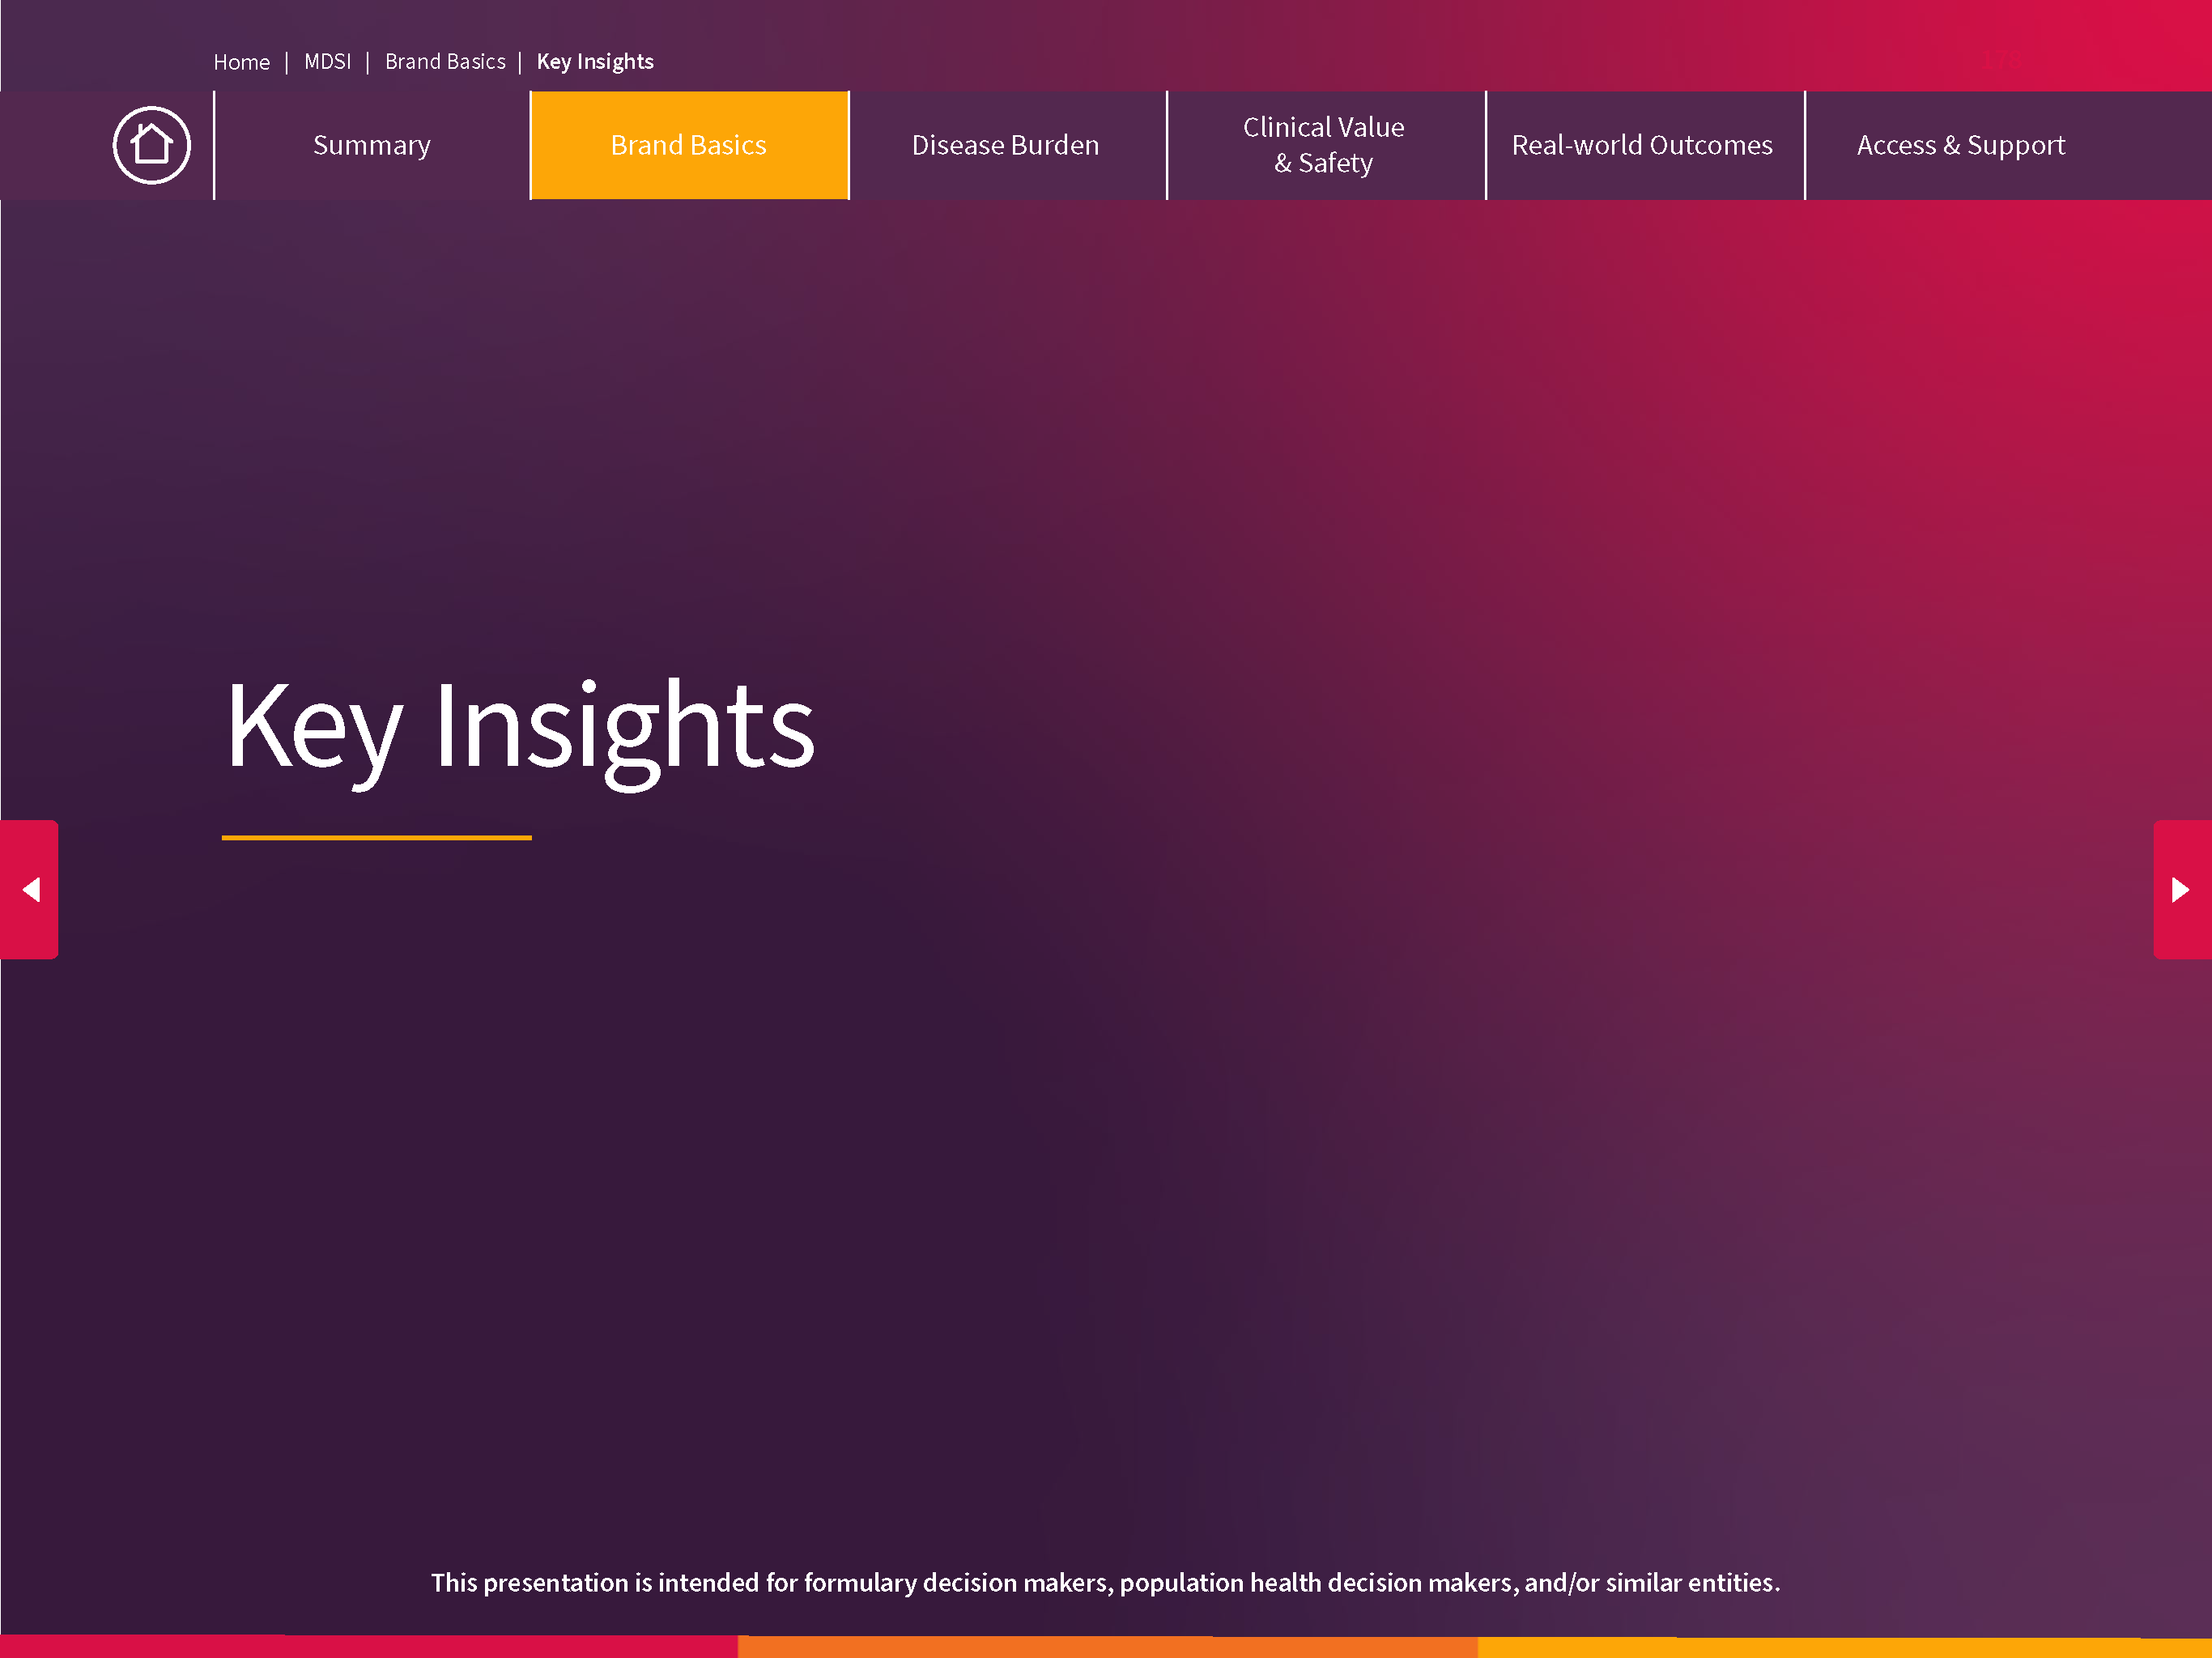 Home | MDSI | Brand Basics | Key Insights
178
Summary
Brand Basics
Disease Burden
Clinical Value
& Safety
Real-world Outcomes
Access & Support
Key Insights
This presentation is intended for formulary decision makers, population health decision makers, and/or similar entities.